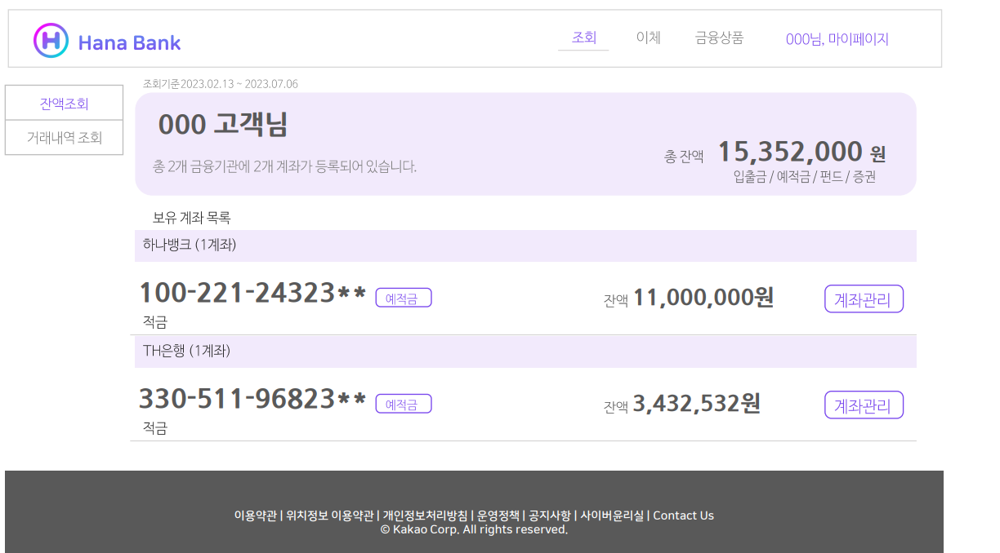 H Hana Bank
조회 이체 금융상품 000님, 마이페이지
잔액조회
거래내역 조회
조회기준2023.02.13 ~ 2023.07.06
000 고객님
총 2개 금융기관에 2개 계좌가 등록되어 있습니다.
총 잔액 15,352,000 원
입출금 / 예적금 / 펀드 / 증권
보유 계좌 목록
하나뱅크 (1계좌)
100-221-24323** 예적금 잔액 11,000,000원 계좌관리
적금
TH은행 (1계좌)
330-511-96823** 예적금 잔액 3,432,532원 계좌관리
적금
이용약관 | 위치정보 이용약관 | 개인정보처리방침 | 운영정책 | 공지사항 | 사이버윤리실 | Contact Us
© Kakao Corp. All rights reserved.